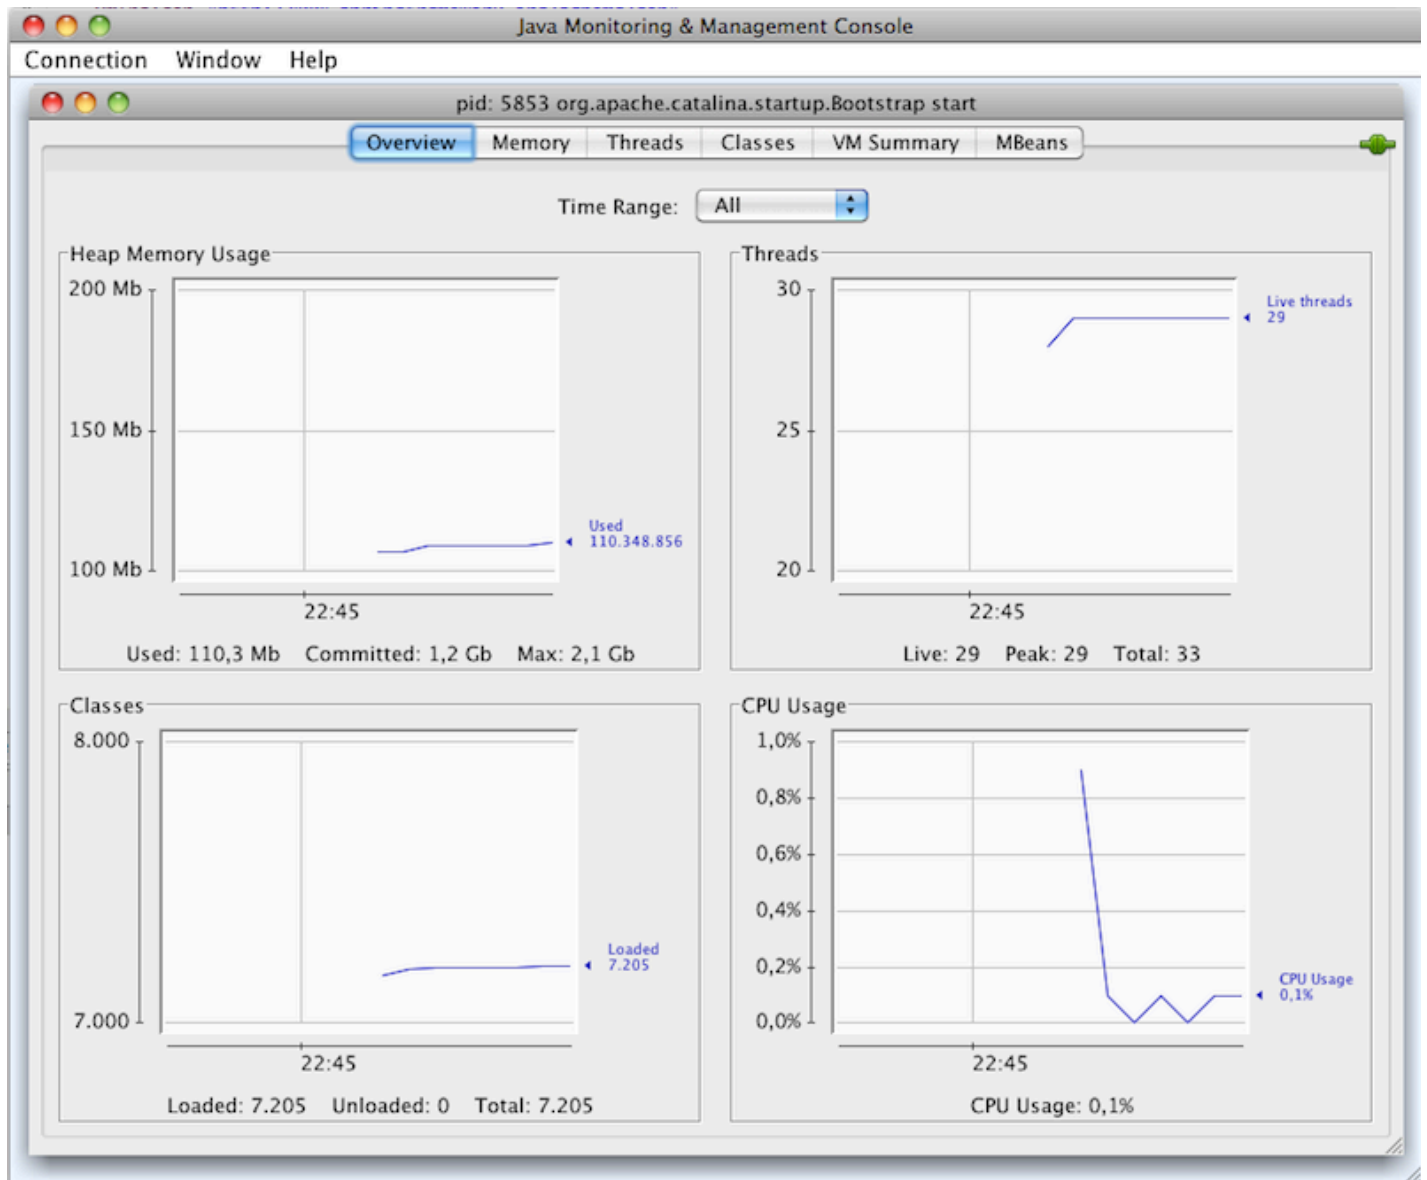 Java Monitoring & Management Console
Connection Window Help
pid: 5853 org.apache.catalina.startup.Bootstrap start
Overview Memory Threads Classes VM Summary MBeans
Time Range: All
Heap Memory Usage
200 Mb
150 Mb
100 Mb
Used
110.348.856
22:45
Used: 110,3 Mb Committed: 1,2 Gb Max: 2,1 Gb
Threads
30
25
20
Live threads
29
22:45
Live: 29 Peak: 29 Total: 33
Classes
8.000
7.000
Loaded
7.205
22:45
Loaded: 7.205 Unloaded: 0 Total: 7.205
CPU Usage
1,0%
0,8%
0,6%
0,4%
0,2%
0,0%
CPU Usage
0,1%
22:45
CPU Usage: 0,1%